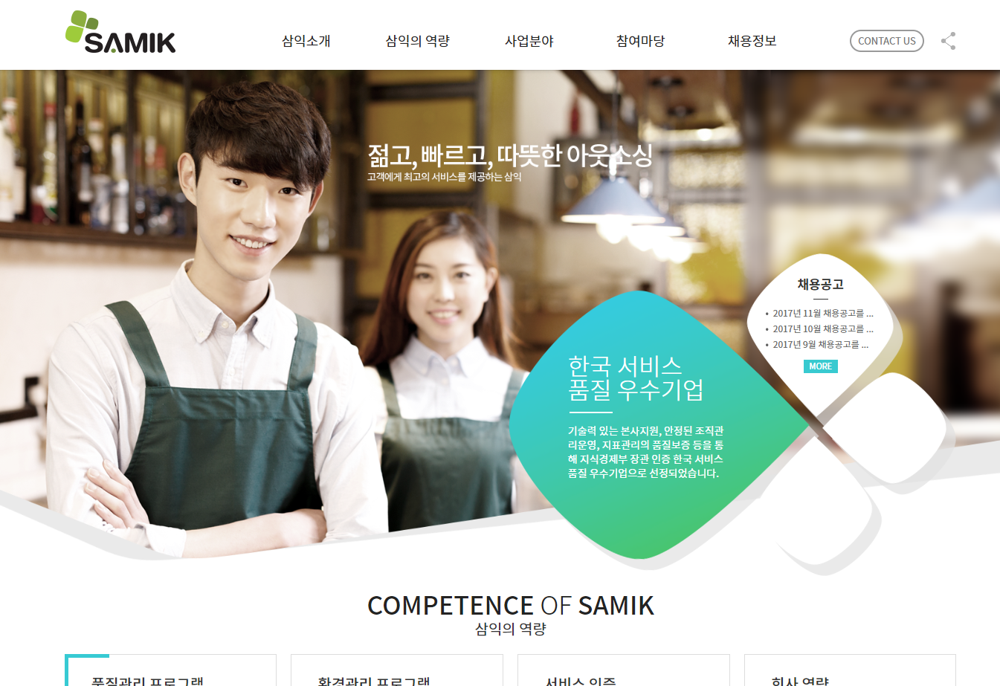 SAMIK
삼익소개
삼익의 역량
사업분야
참여마당
채용정보
CONTACT US
젊고, 빠르고, 따뜻한 아웃소싱
고객에게 최고의 서비스를 제공하는 삼익
채용공고
• 2017년 11월 채용공고를 ...
• 2017년 10월 채용공고를 ...
• 2017년 9월 채용공고를 ...
MORE
한국 서비스
품질 우수기업
기술력 있는 본사지원, 안정된 조직관
리운영, 지표관리의 품질보증 등을 통
해 지식경제부 장관 인증 한국 서비스
품질 우수기업으로 선정되었습니다.
COMPETENCE OF SAMIK
삼익의 역량
품질관리 프로그램
환경관리 프로그램
서비스 인증
회사 역량